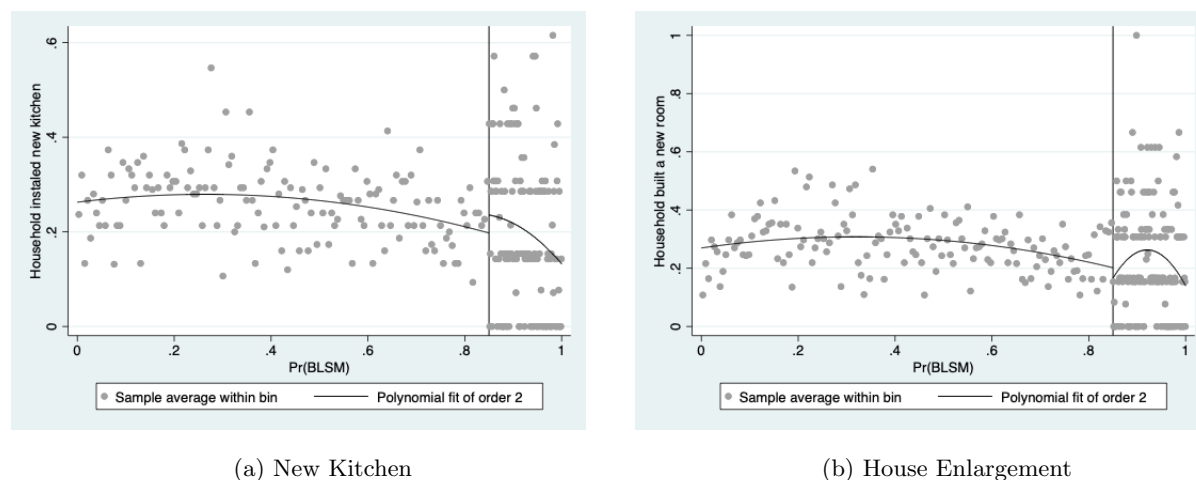 Household instaled new kitchen
.6
.4
.2
0
0 .2 .4 .6 .8 1
Pr(BLSM)
Sample average within bin Polynomial fit of order 2
(a) New Kitchen
Household built a new room
1
.8
.6
.4
.2
0
0 .2 .4 .6 .8 1
Pr(BLSM)
Sample average within bin Polynomial fit of order 2
(b) House Enlargement